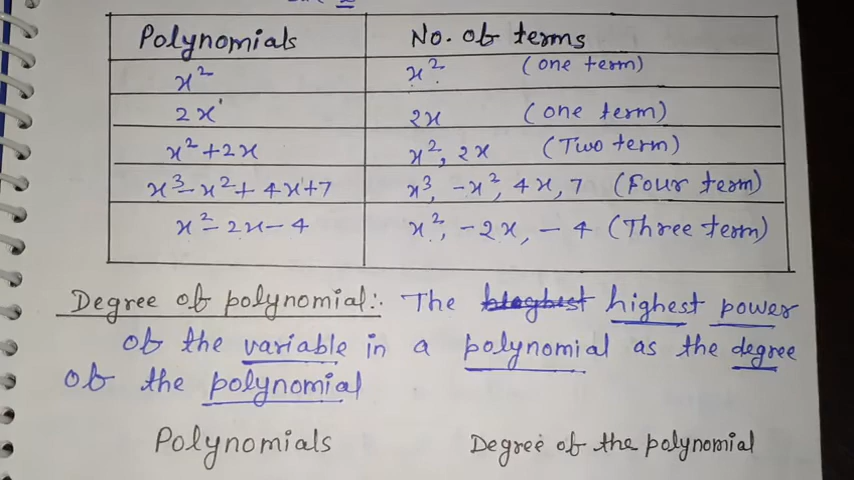 Polynomials No. of terms
x² x² (one term)
2x' 2x (one term)
x²+2x x², 2x (Two term)
x³-x²+4x+7 x³, -x², 4x, 7 (Four term)
x²-2x-4 x², -2x, -4 (Three term)
Degree of polynomial:. The highest power
of the variable in a polynomial as the degree
of the polynomial
Polynomials Degree of the polynomial